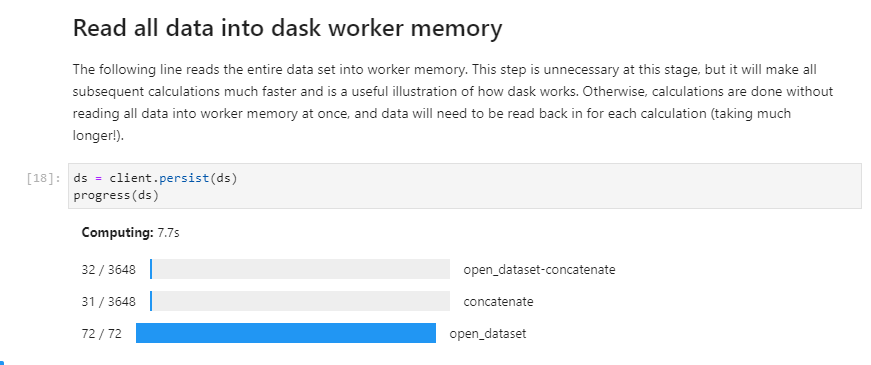 Read all data into dask worker memory
The following line reads the entire data set into worker memory. This step is unnecessary at this stage, but it will make all
subsequent calculations much faster and is a useful illustration of how dask works. Otherwise, calculations are done without
reading all data into worker memory at once, and data will need to be read back in for each calculation (taking much
longer!).
[18]: ds = client.persist(ds)
progress(ds)
Computing: 7.7s
32 / 3648 open_dataset-concatenate
31 / 3648 concatenate
72 / 72 open_dataset